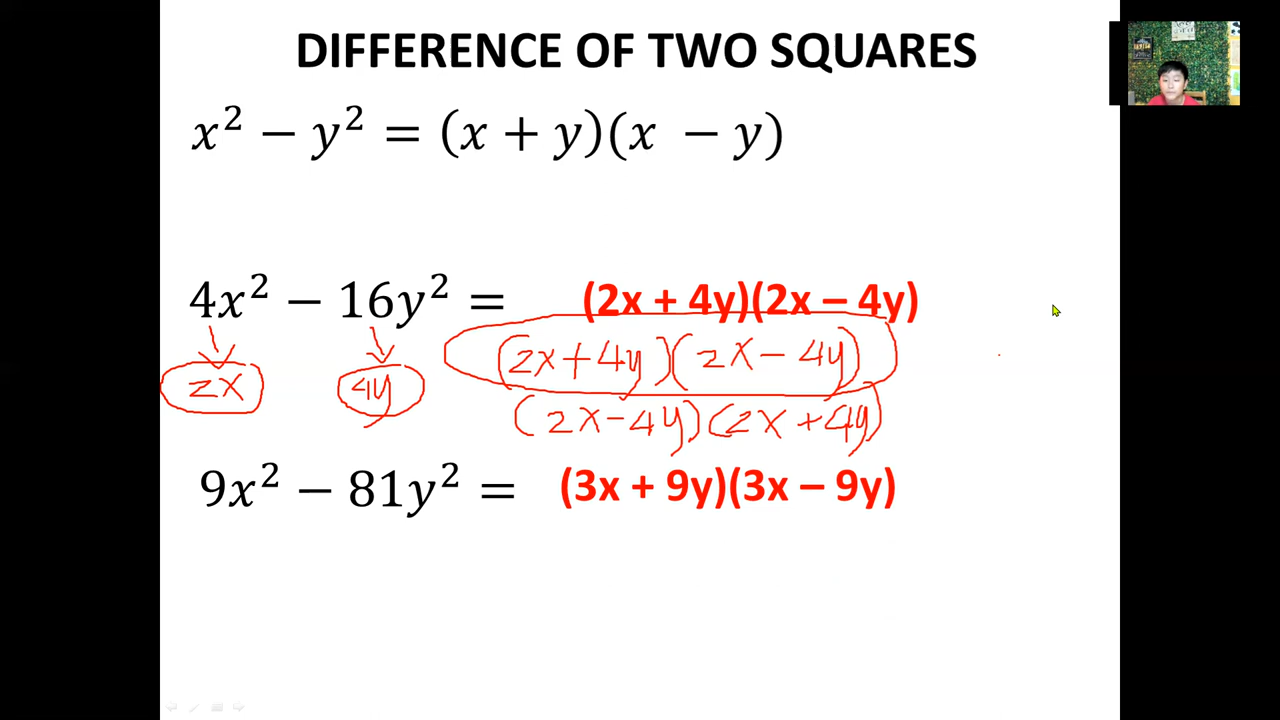 DIFFERENCE OF TWO SQUARES
x² − y² = (x + y)(x − y)
4x² − 16y² = (2x + 4y)(2x – 4y)
2x 4y (2x+4y)(2x−4y)
(2x−4y)(2x+4y)
9x² − 81y² = (3x + 9y)(3x – 9y)